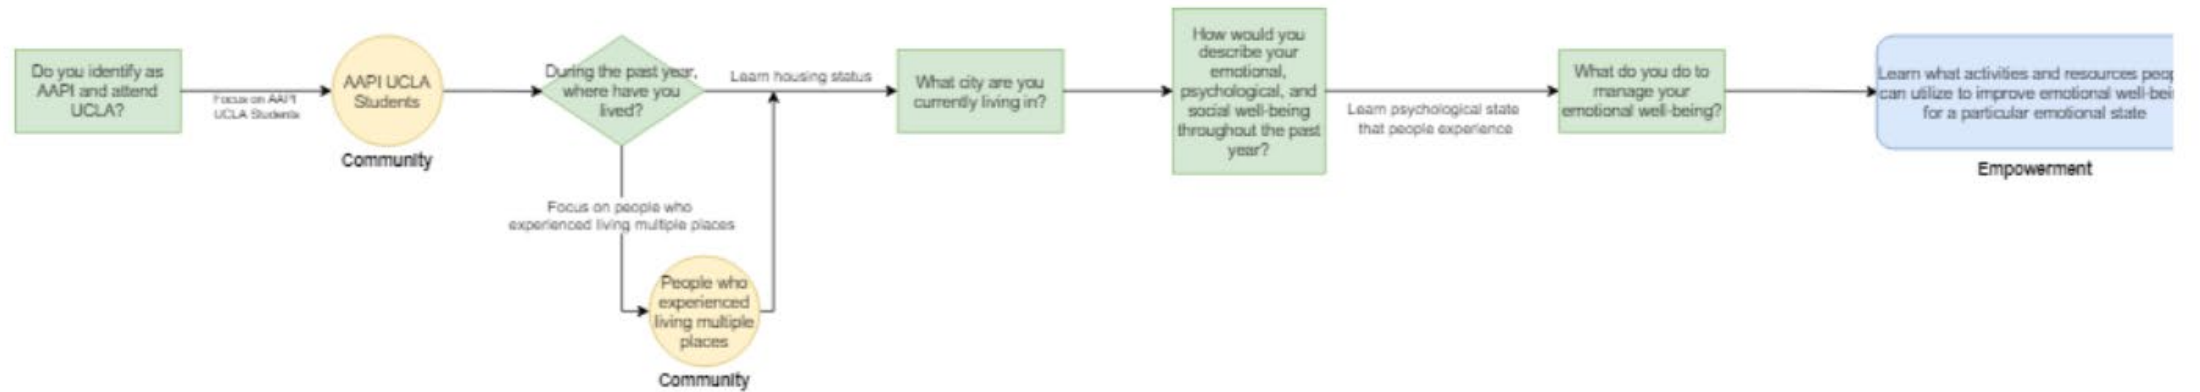 Do you identify as
AAPI and attend
UCLA?
Focus on AAPI
UCLA Students
AAPI UCLA
Students
Community
During the past year,
where have you
lived?
Learn housing status
Focus on people who
experienced living multiple places
People who
experienced
living multiple
places
Community
What city are you
currently living in?
How would you
describe your
emotional,
psychological, and
social well-being
throughout the past
year?
Learn psychological state
that people experience
What do you do to
manage your
emotional well-being?
Learn what activities and resources peop
can utilize to improve emotional well-bei
for a particular emotional state
Empowerment